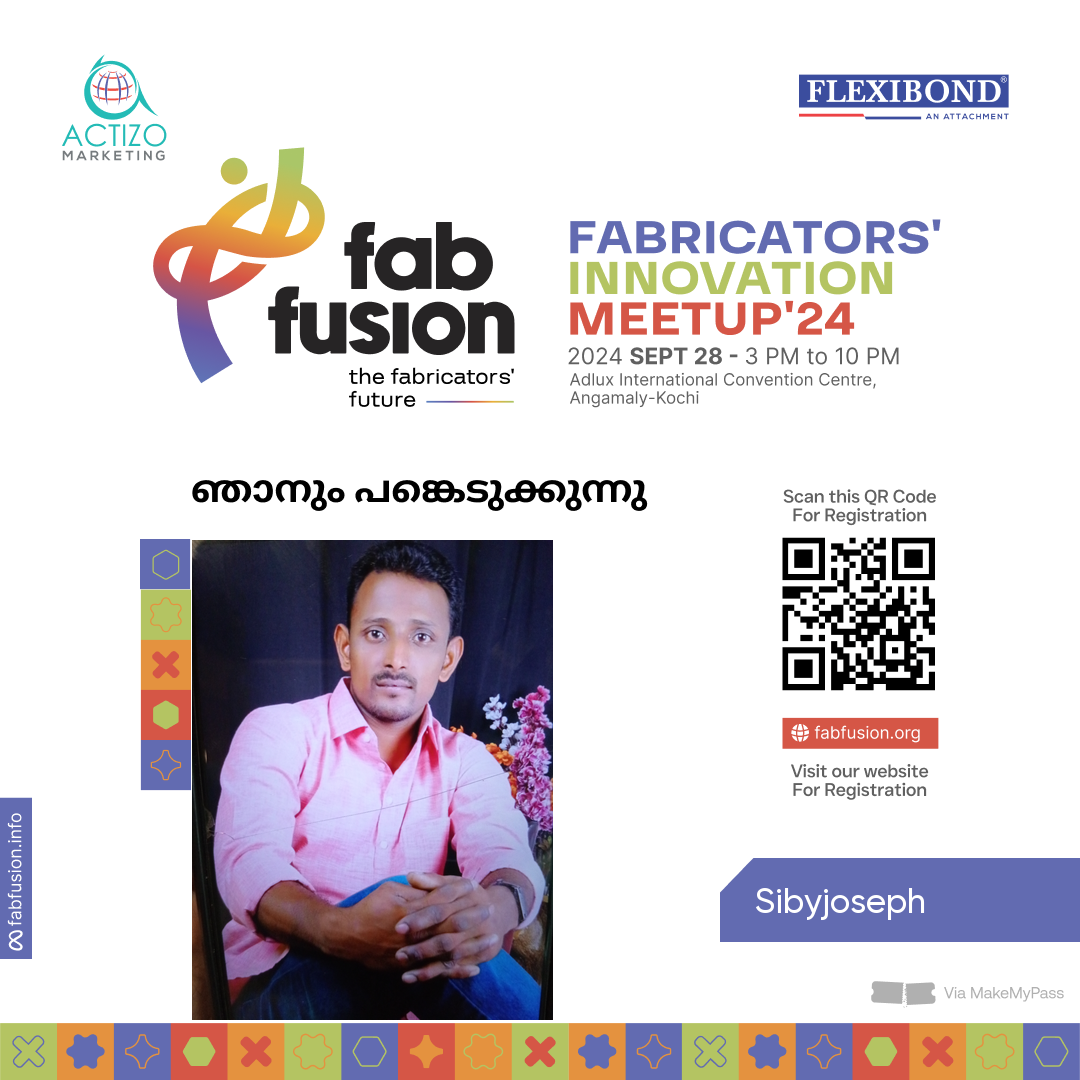 ACTIZO
MARKETING
FLEXIBOND®
AN ATTACHMENT
fab
fusion
the fabricators'
future
FABRICATORS'
INNOVATION
MEETUP'24
2024 SEPT 28 - 3 PM to 10 PM
Adlux International Convention Centre,
Angamaly-Kochi
ഞാനും പങ്കെടുക്കുന്നു
Scan this QR Code
For Registration
fabfusion.org
Visit our website
For Registration
fabfusion.info
Sibyjoseph
Via MakeMyPass